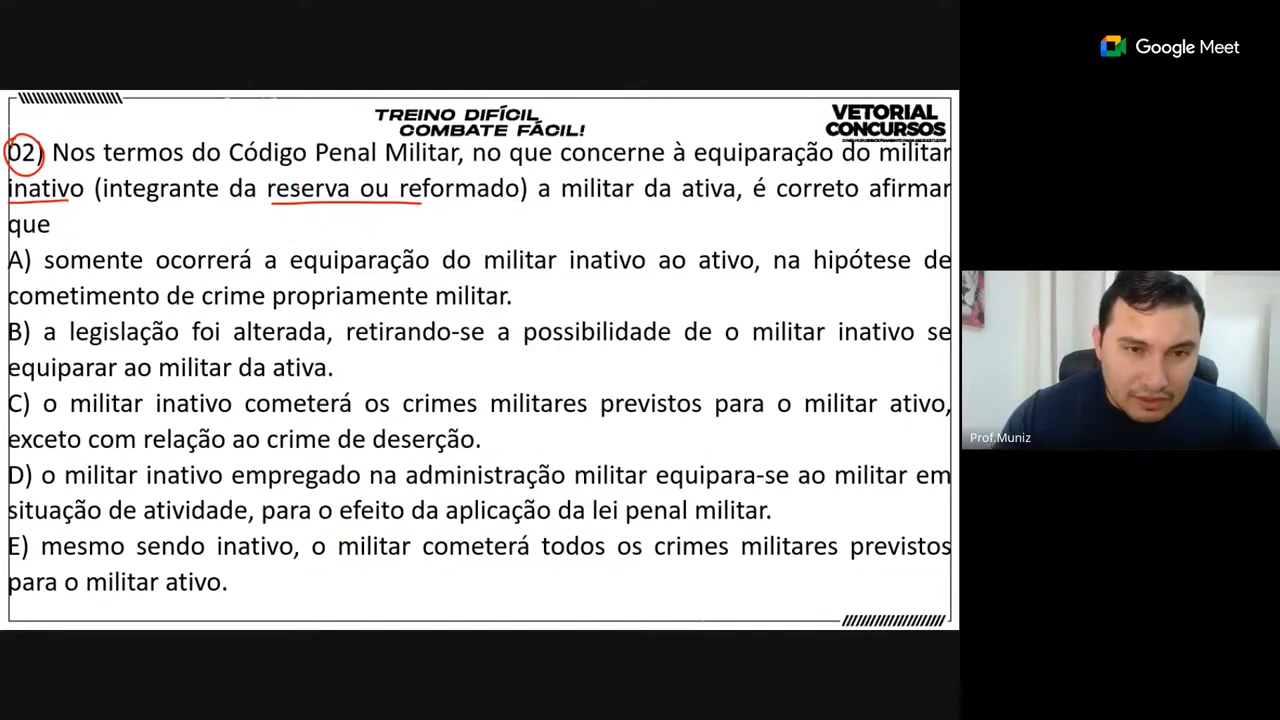 Google Meet
TREINO DIFÍCIL
COMBATE FÁCIL!
VETORIAL
CONCURSOS
02) Nos termos do Código Penal Militar, no que concerne à equiparação do militar
inativo (integrante da reserva ou reformado) a militar da ativa, é correto afirmar
que
A) somente ocorrerá a equiparação do militar inativo ao ativo, na hipótese de
cometimento de crime propriamente militar.
B) a legislação foi alterada, retirando-se a possibilidade de o militar inativo se
equiparar ao militar da ativa.
C) o militar inativo cometerá os crimes militares previstos para o militar ativo,
exceto com relação ao crime de deserção.
D) o militar inativo empregado na administração militar equipara-se ao militar em
situação de atividade, para o efeito da aplicação da lei penal militar.
E) mesmo sendo inativo, o militar cometerá todos os crimes militares previstos
para o militar ativo.
Prof.Muniz